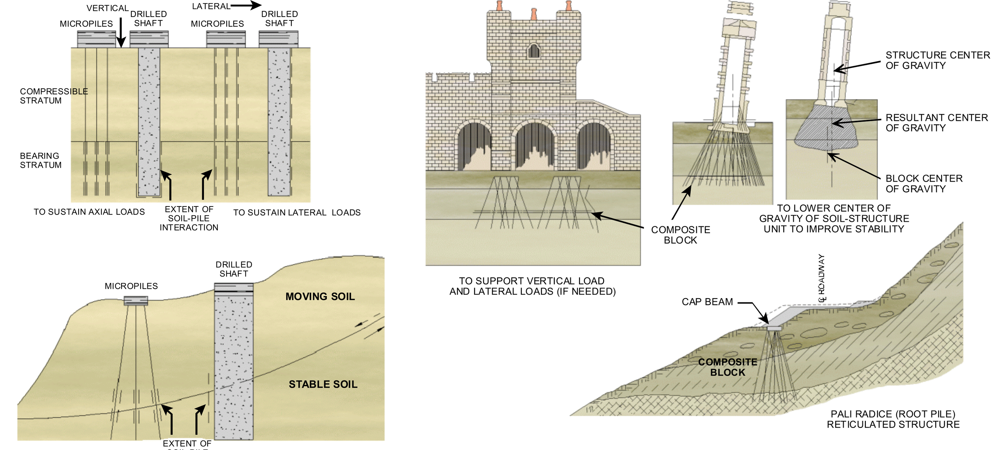 VERTICAL
LATERAL
MICROPILES
DRILLED
SHAFT
MICROPILES
DRILLED
SHAFT
COMPRESSIBLE
STRATUM
BEARING
STRATUM
TO SUSTAIN AXIAL LOADS
EXTENT OF
SOIL-PILE
INTERACTION
TO SUSTAIN LATERAL LOADS
MICROPILES
DRILLED
SHAFT
MOVING SOIL
STABLE SOIL
EXTENT OF
SOIL-PILE
STRUCTURE CENTER
OF GRAVITY
RESULTANT CENTER
OF GRAVITY
BLOCK CENTER
OF GRAVITY
COMPOSITE
BLOCK
TO LOWER CENTER OF
GRAVITY OF SOIL-STRUCTURE
UNIT TO IMPROVE STABILITY
TO SUPPORT VERTICAL LOAD
AND LATERAL LOADS (IF NEEDED)
ROADWAY
CAP BEAM
COMPOSITE
BLOCK
PALI RADICE (ROOT PILE)
RETICULATED STRUCTURE